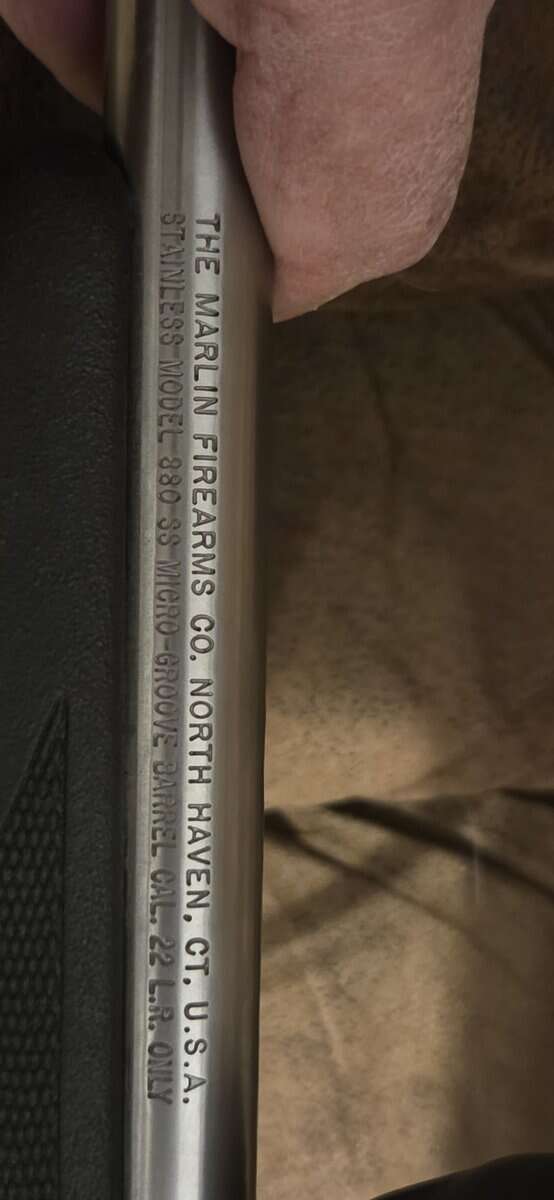 THE MARLIN FIREARMS CO. NORTH HAVEN, CT. U.S.A.
STAINLESS MODEL 880 SS MICRO-GROOVE BARREL CAL. 22 L.R. ONLY